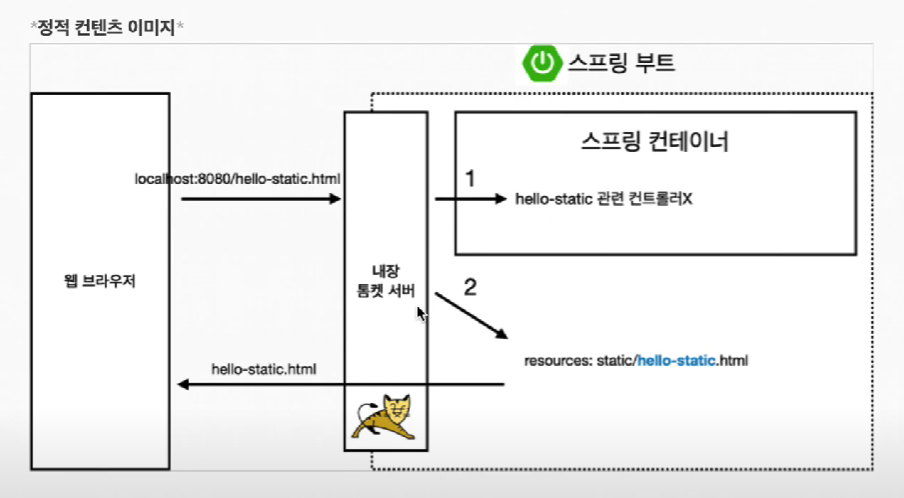 *정적 컨텐츠 이미지*
스프링 부트
스프링 컨테이너
localhost:8080/hello-static.html
1
hello-static 관련 컨트롤러X
웹 브라우저
내장
톰켓 서버
2
resources: static/hello-static.html
hello-static.html